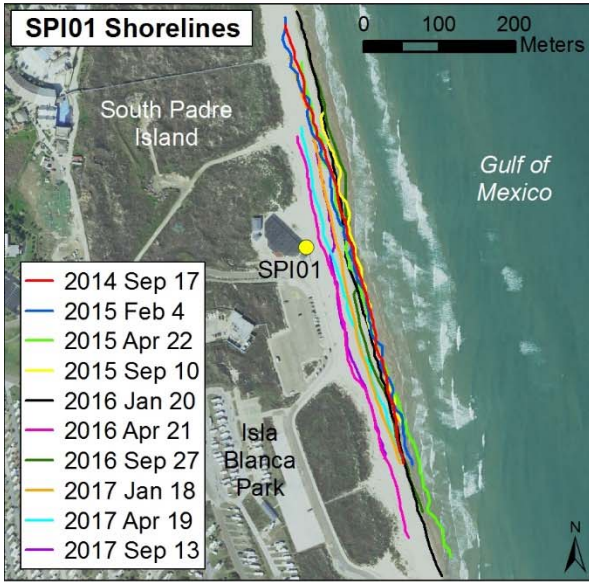 SPI01 Shorelines
0 100 200
Meters
South Padre
Island
Gulf of
Mexico
SPI01
2014 Sep 17
2015 Feb 4
2015 Apr 22
2015 Sep 10
2016 Jan 20
2016 Apr 21
2016 Sep 27
2017 Jan 18
2017 Apr 19
2017 Sep 13
Isla
Blanca
Park
N